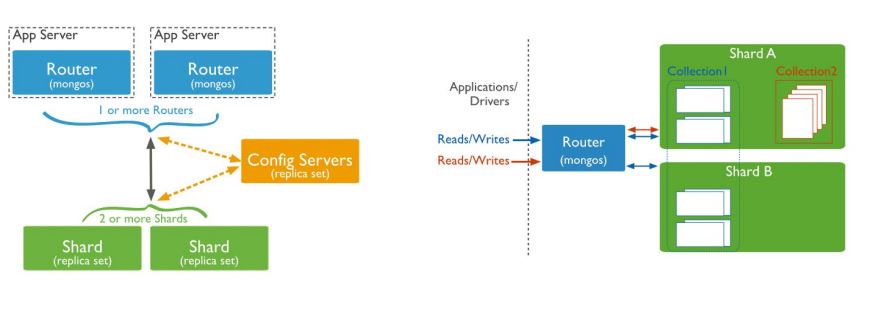 App Server
App Server
Router
(mongos)
Router
(mongos)
1 or more Routers
Config Servers
(replica set)
2 or more Shards
Shard
(replica set)
Shard
(replica set)
Applications/
Drivers
Reads/Writes
Reads/Writes
Router
(mongos)
Shard A
Collection1
Collection2
Shard B